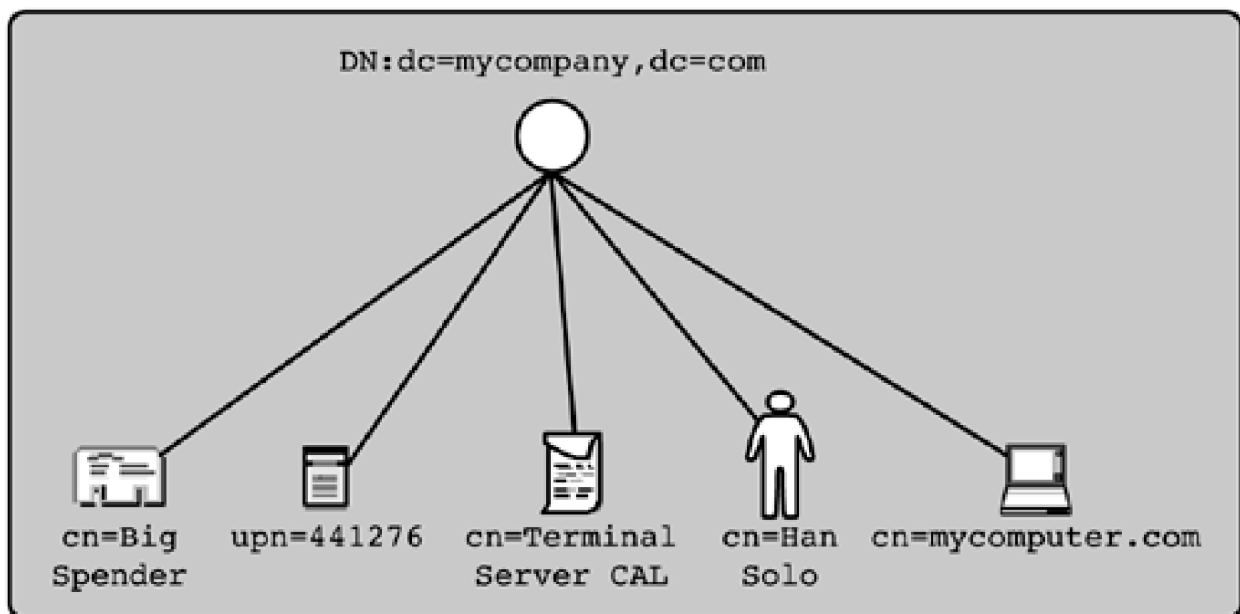 DN:dc=mycompany,dc=com
cn=Big
Spender
upn=441276
cn=Terminal
Server CAL
cn=Han
Solo
cn=mycomputer.com